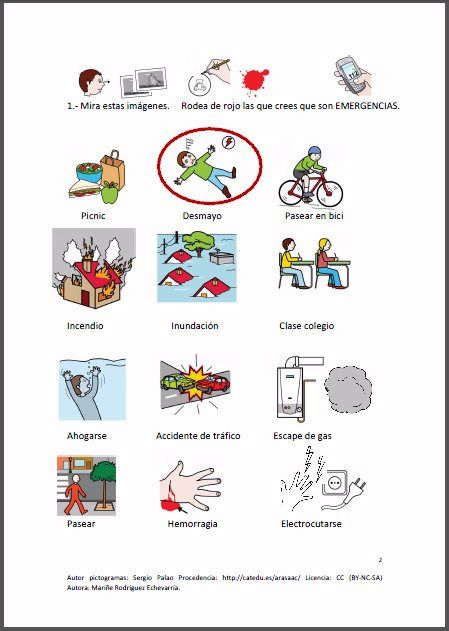 112
1.- Mira estas imágenes. Rodea de rojo las que crees que son EMERGENCIAS.
Picnic Desmayo Pasear en bici
Incendio Inundación Clase colegio
Ahogarse Accidente de tráfico Escape de gas
Pasear Hemorragia Electrocutarse
2
Autor pictogramas: Sergio Palao Procedencia: http://catedu.es/arasaac/ Licencia: CC (BY-NC-SA)
Autora: Mariñe Rodríguez Echevarría.